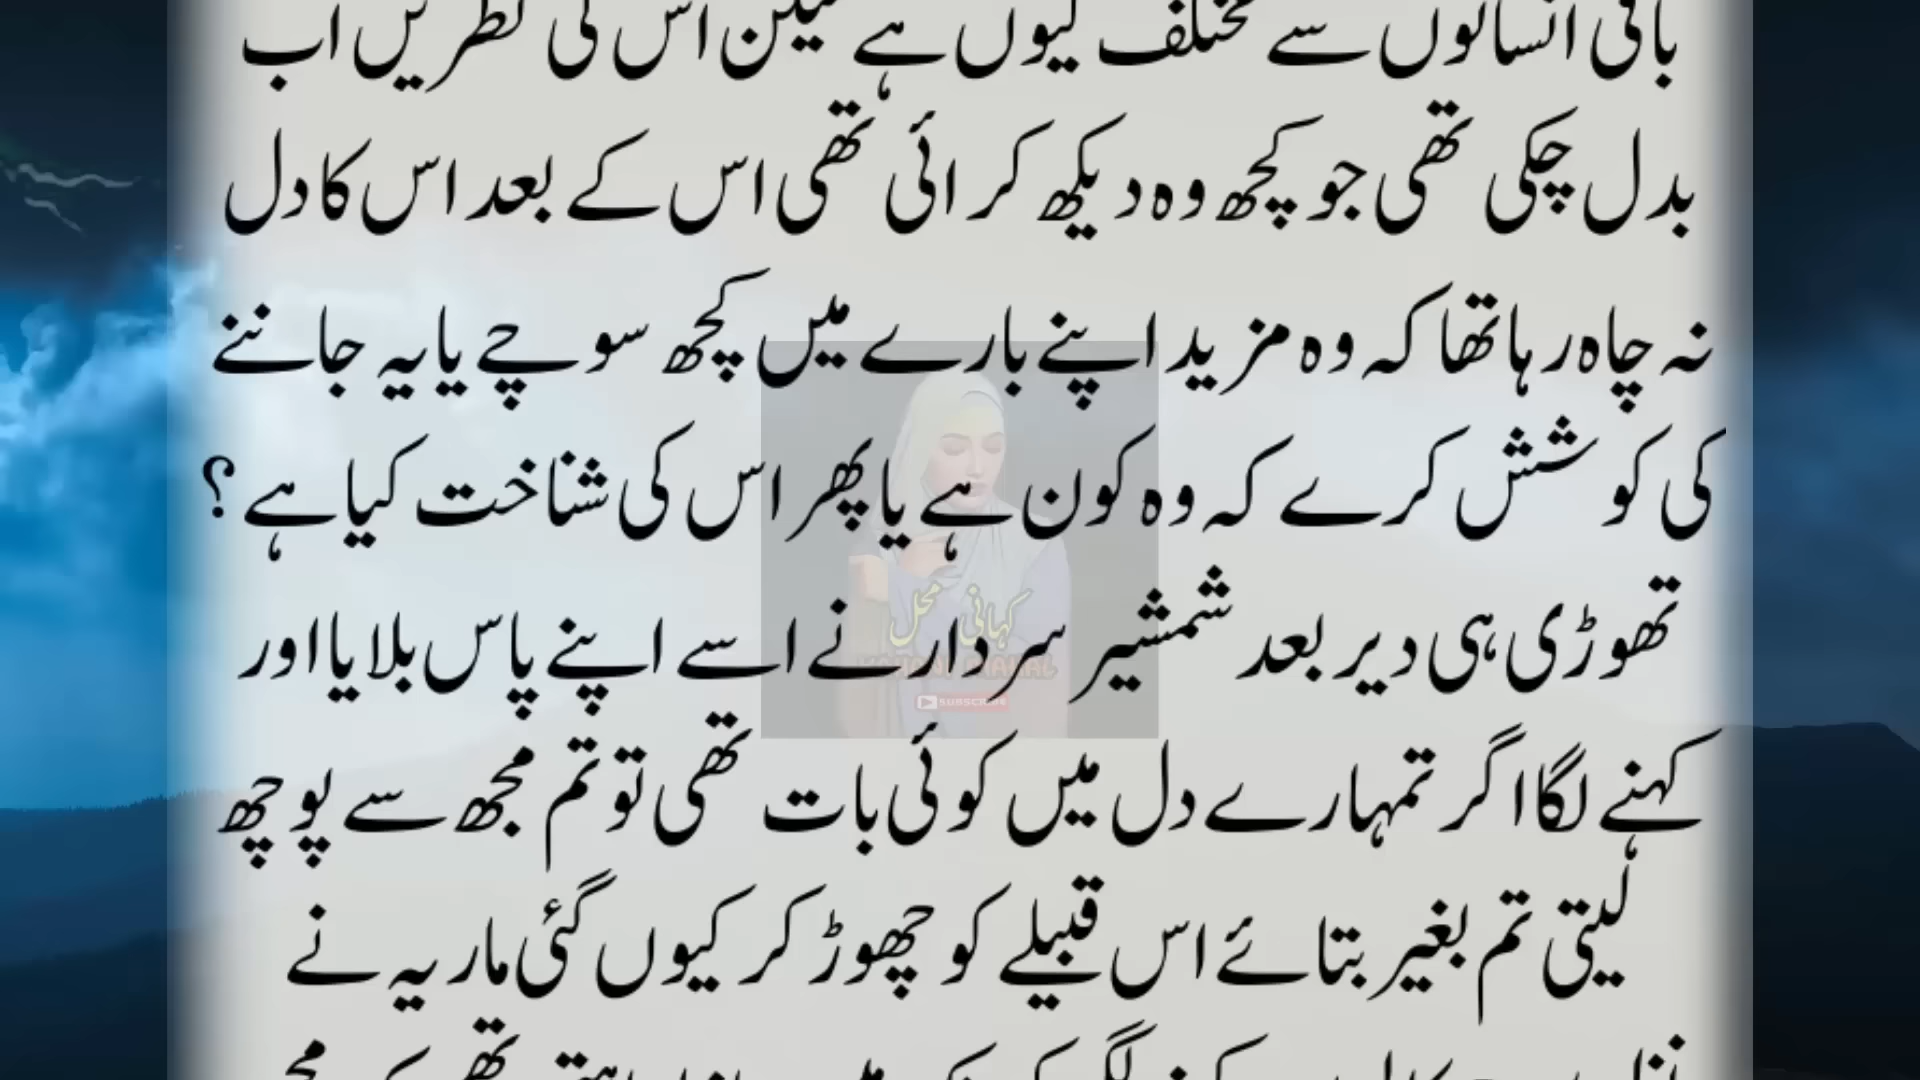 باقی انسانوں سے مختلف کیوں ہے لیکن اس کی نظریں اب
بدل چکی تھی جو کچھ وہ دیکھ کر ائی تھی اس کے بعد اس کا دل
نہ چاہ رہا تھا کہ وہ مزید اپنے بارے میں کچھ سوچے یا یہ جاننے
کی کوشش کرے کہ وہ کون ہے یا پھر اس کی شناخت کیا ہے ؟
تھوڑی ہی دیر بعد شمشیر سردار نے اسے اپنے پاس بلایا اور
کہنے لگا اگر تمہارے دل میں کوئی بات تھی تو تم مجھ سے پوچھ
لیتی تم بغیر بتائے اس قبیلے کو چھوڑ کر کیوں گئی ماریہ نے
کہانی محل
KAHANI MAHAL
SUBSCRIBE